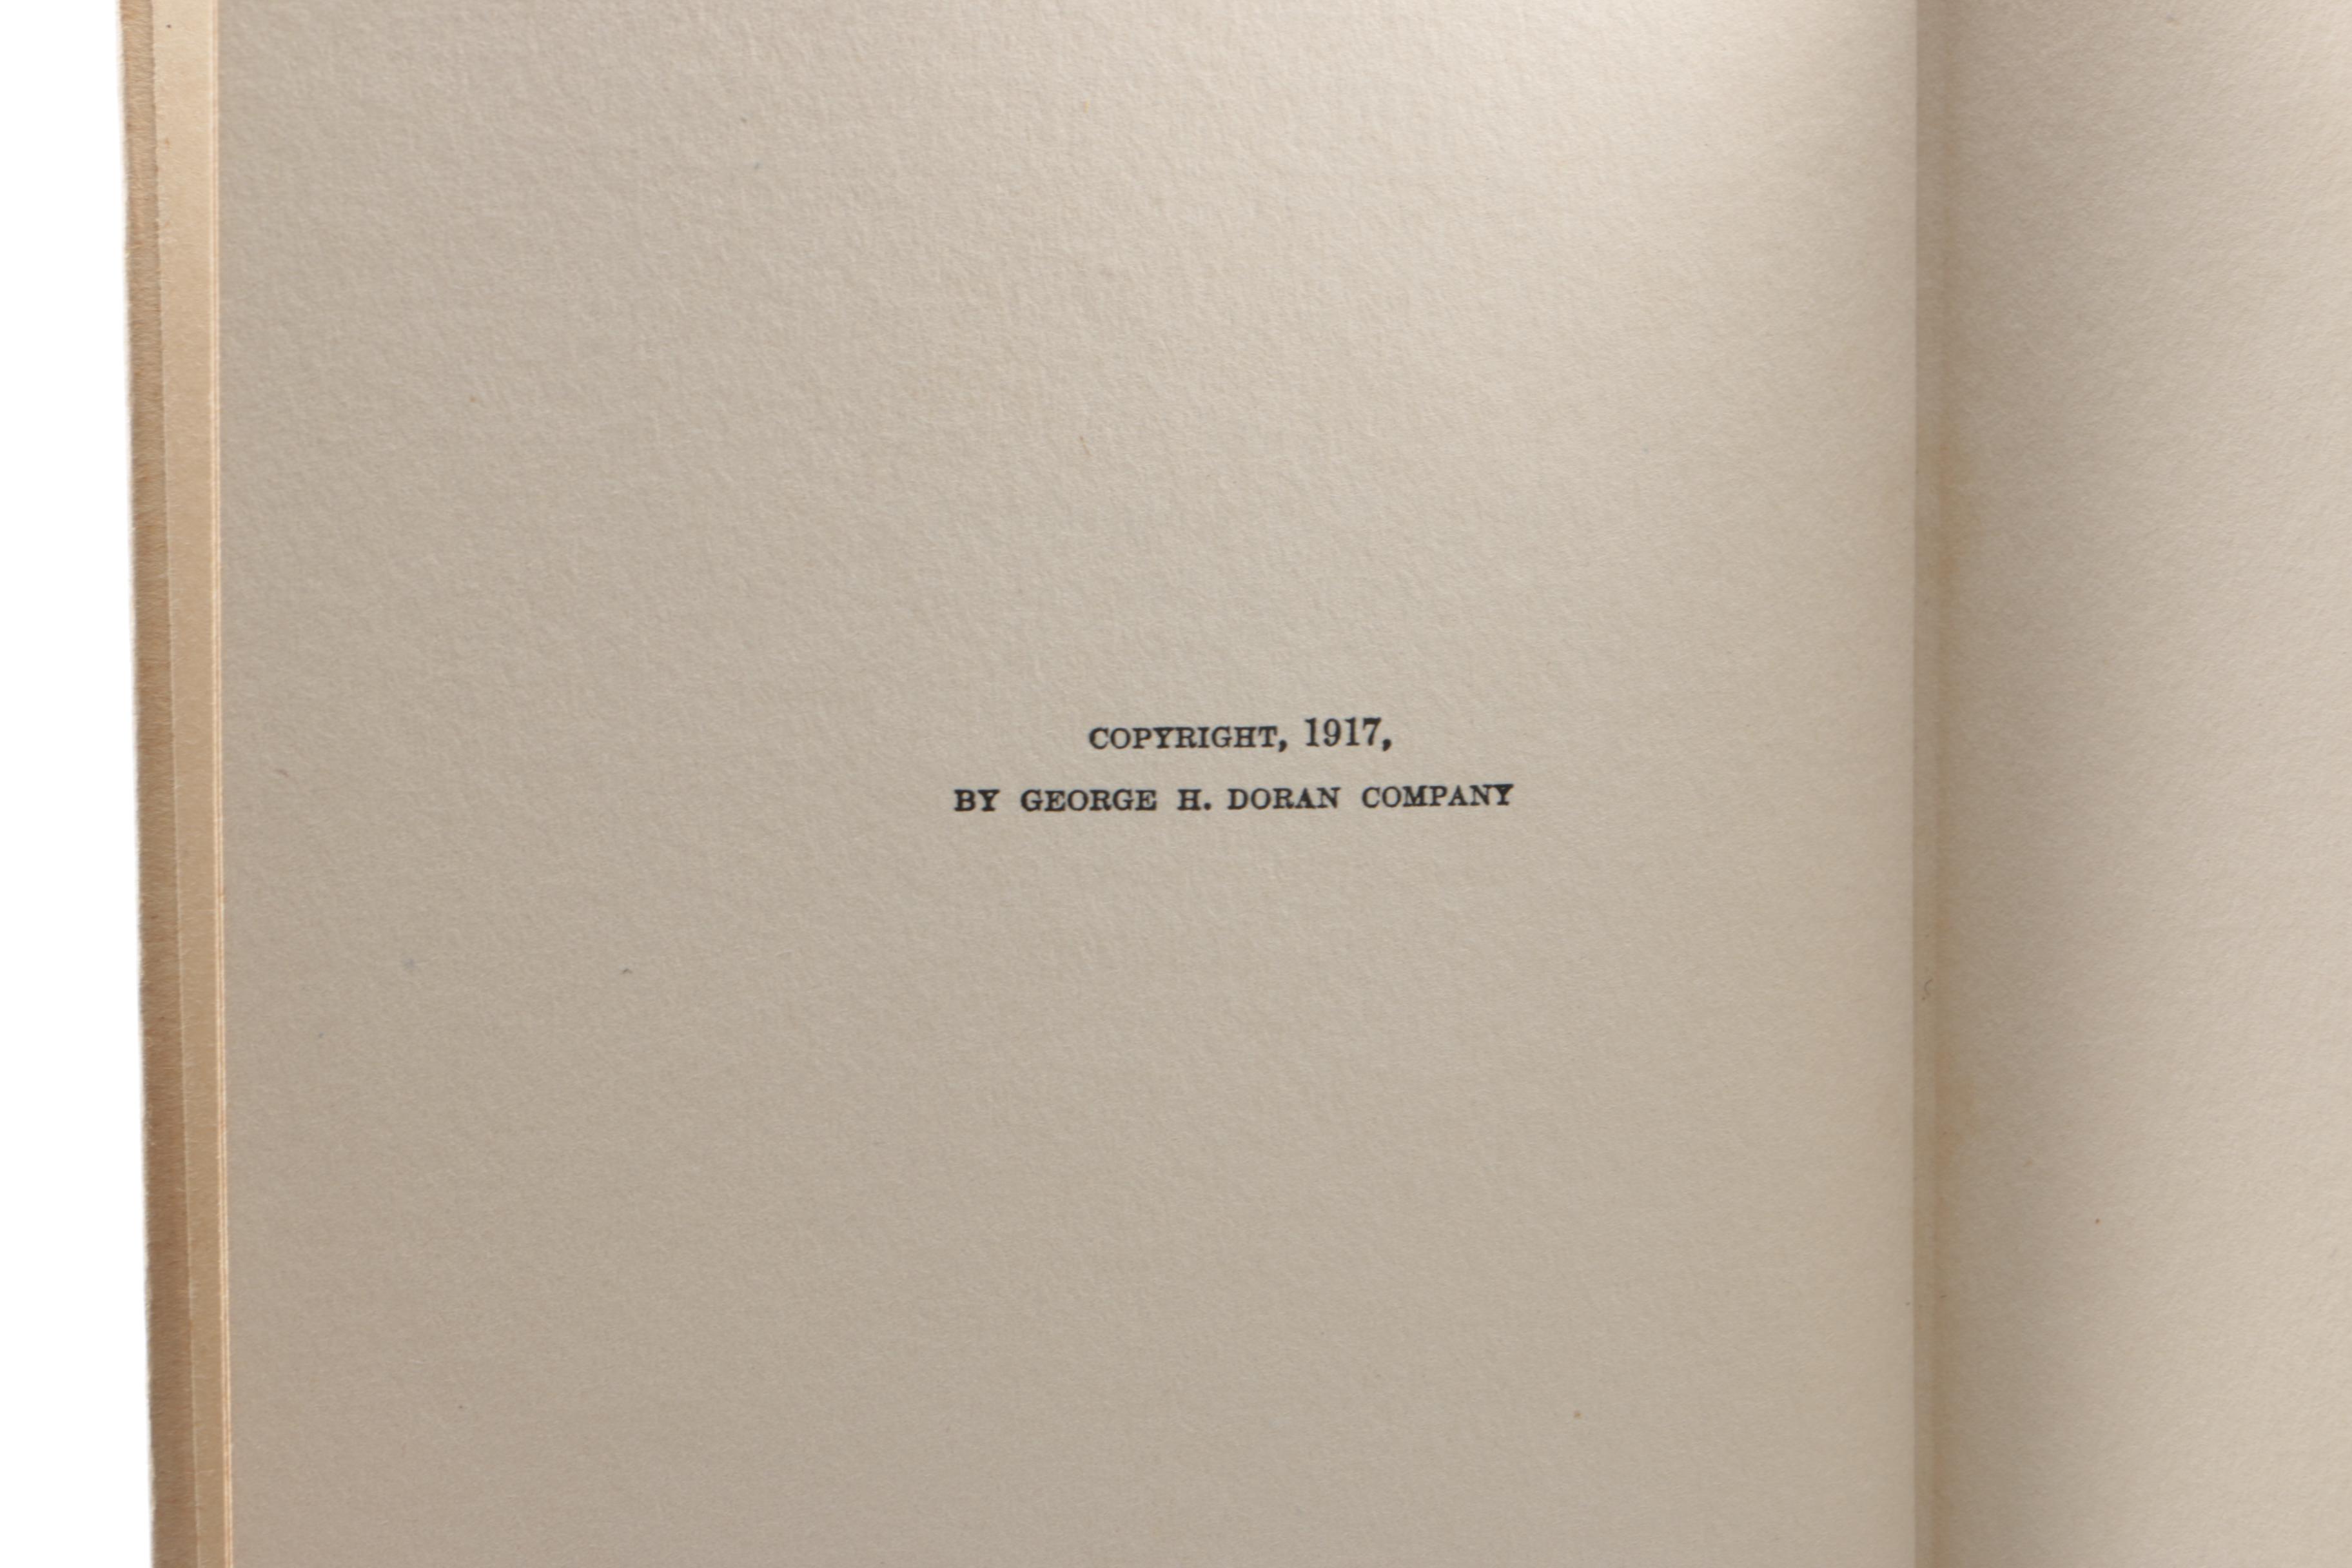 COPYRIGHT, 1917,
BY GEORGE H. DORAN COMPANY